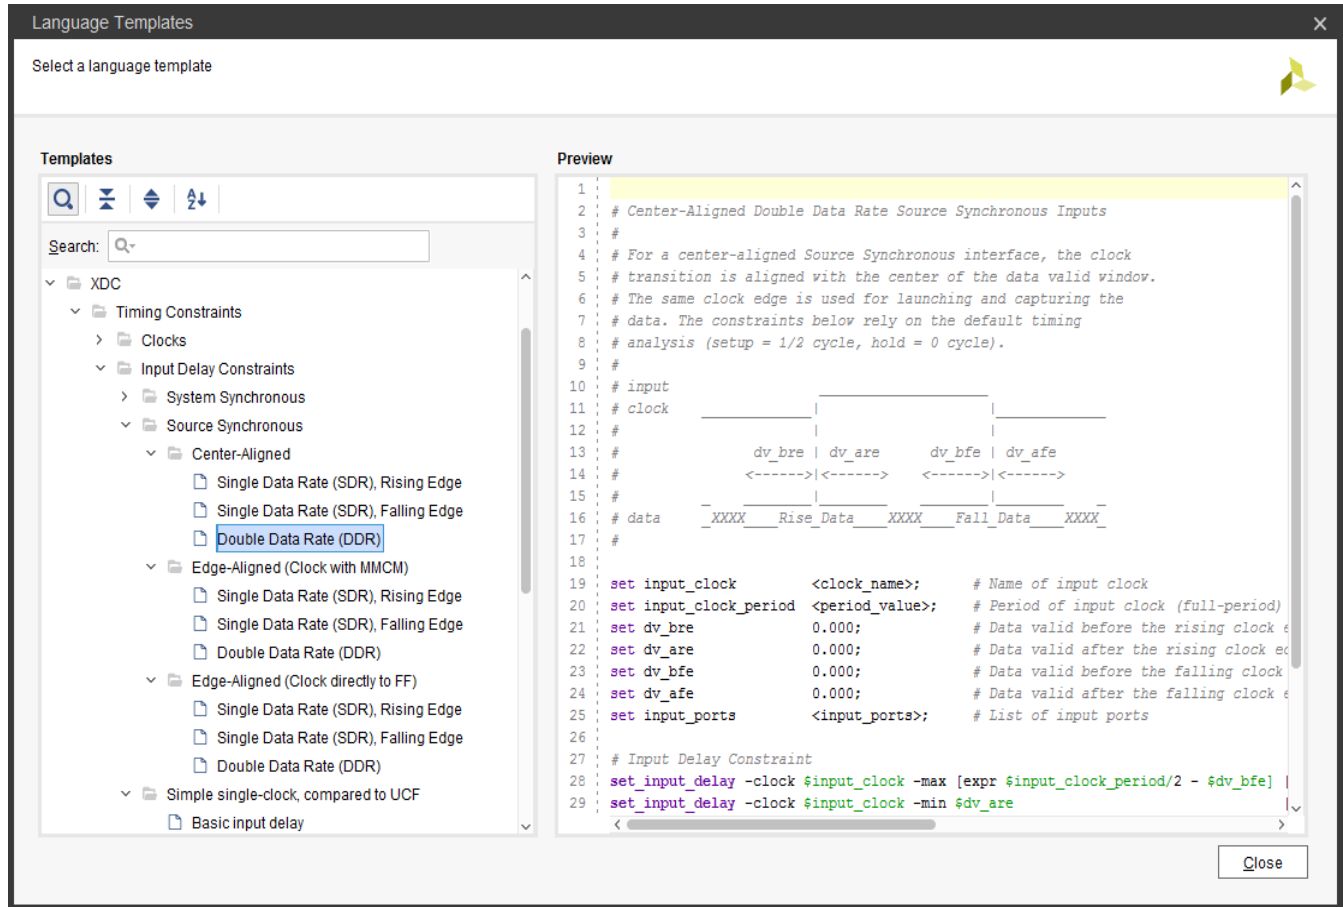 Language Templates
Select a language template
Templates
Search:
XDC
Timing Constraints
Clocks
Input Delay Constraints
System Synchronous
Source Synchronous
Center-Aligned
Single Data Rate (SDR), Rising Edge
Single Data Rate (SDR), Falling Edge
Double Data Rate (DDR)
Edge-Aligned (Clock with MMCM)
Single Data Rate (SDR), Rising Edge
Single Data Rate (SDR), Falling Edge
Double Data Rate (DDR)
Edge-Aligned (Clock directly to FF)
Single Data Rate (SDR), Rising Edge
Single Data Rate (SDR), Falling Edge
Double Data Rate (DDR)
Simple single-clock, compared to UCF
Basic input delay
Preview
1
2 # Center-Aligned Double Data Rate Source Synchronous Inputs
3 #
4 # For a center-aligned Source Synchronous interface, the clock
5 # transition is aligned with the center of the data valid window.
6 # The same clock edge is used for launching and capturing the
7 # data. The constraints below rely on the default timing
8 # analysis (setup = 1/2 cycle, hold = 0 cycle).
9 #
10 # input _____________________
11 # clock _____________| |_____________
12 # | |
13 # dv_bre | dv_are dv_bfe | dv_afe
14 # <------>|<------> <------>|<------>
15 # _ ________|________ ________|________ _
16 # data _XXXX____Rise_Data____XXXX____Fall_Data____XXXX_
17 #
18
19 set input_clock <clock_name>; # Name of input clock
20 set input_clock_period <period_value>; # Period of input clock (full-period)
21 set dv_bre 0.000; # Data valid before the rising clock e
22 set dv_are 0.000; # Data valid after the rising clock ed
23 set dv_bfe 0.000; # Data valid before the falling clock
24 set dv_afe 0.000; # Data valid after the falling clock e
25 set input_ports <input_ports>; # List of input ports
26
27 # Input Delay Constraint
28 set_input_delay -clock $input_clock -max [expr $input_clock_period/2 - $dv_bfe] [
29 set_input_delay -clock $input_clock -min $dv_are [
Close